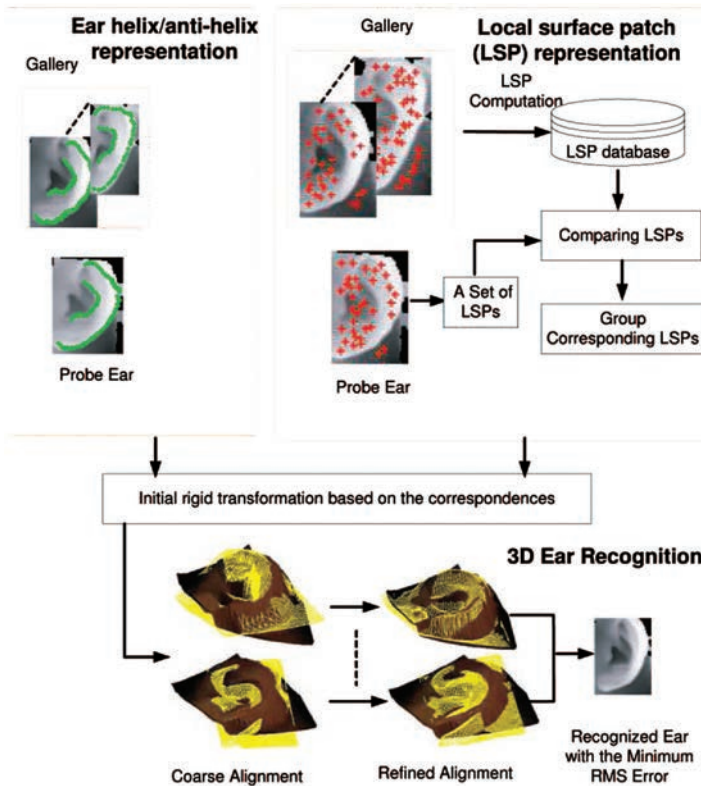 Ear helix/anti-helix
representation
Gallery
Probe Ear
Gallery
Local surface patch
(LSP) representation
LSP
Computation
LSP database
Comparing LSPs
A Set of
LSPs
Group
Corresponding LSPs
Probe Ear
Initial rigid transformation based on the correspondences
3D Ear Recognition
Coarse Alignment
Refined Alignment
Recognized Ear
with the Minimum
RMS Error